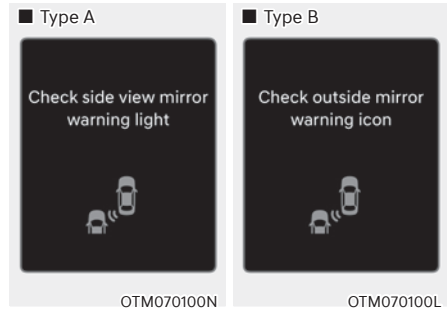 ■ Type A
Check side view mirror
warning light
OTM070100N
■ Type B
Check outside mirror
warning icon
OTM070100L